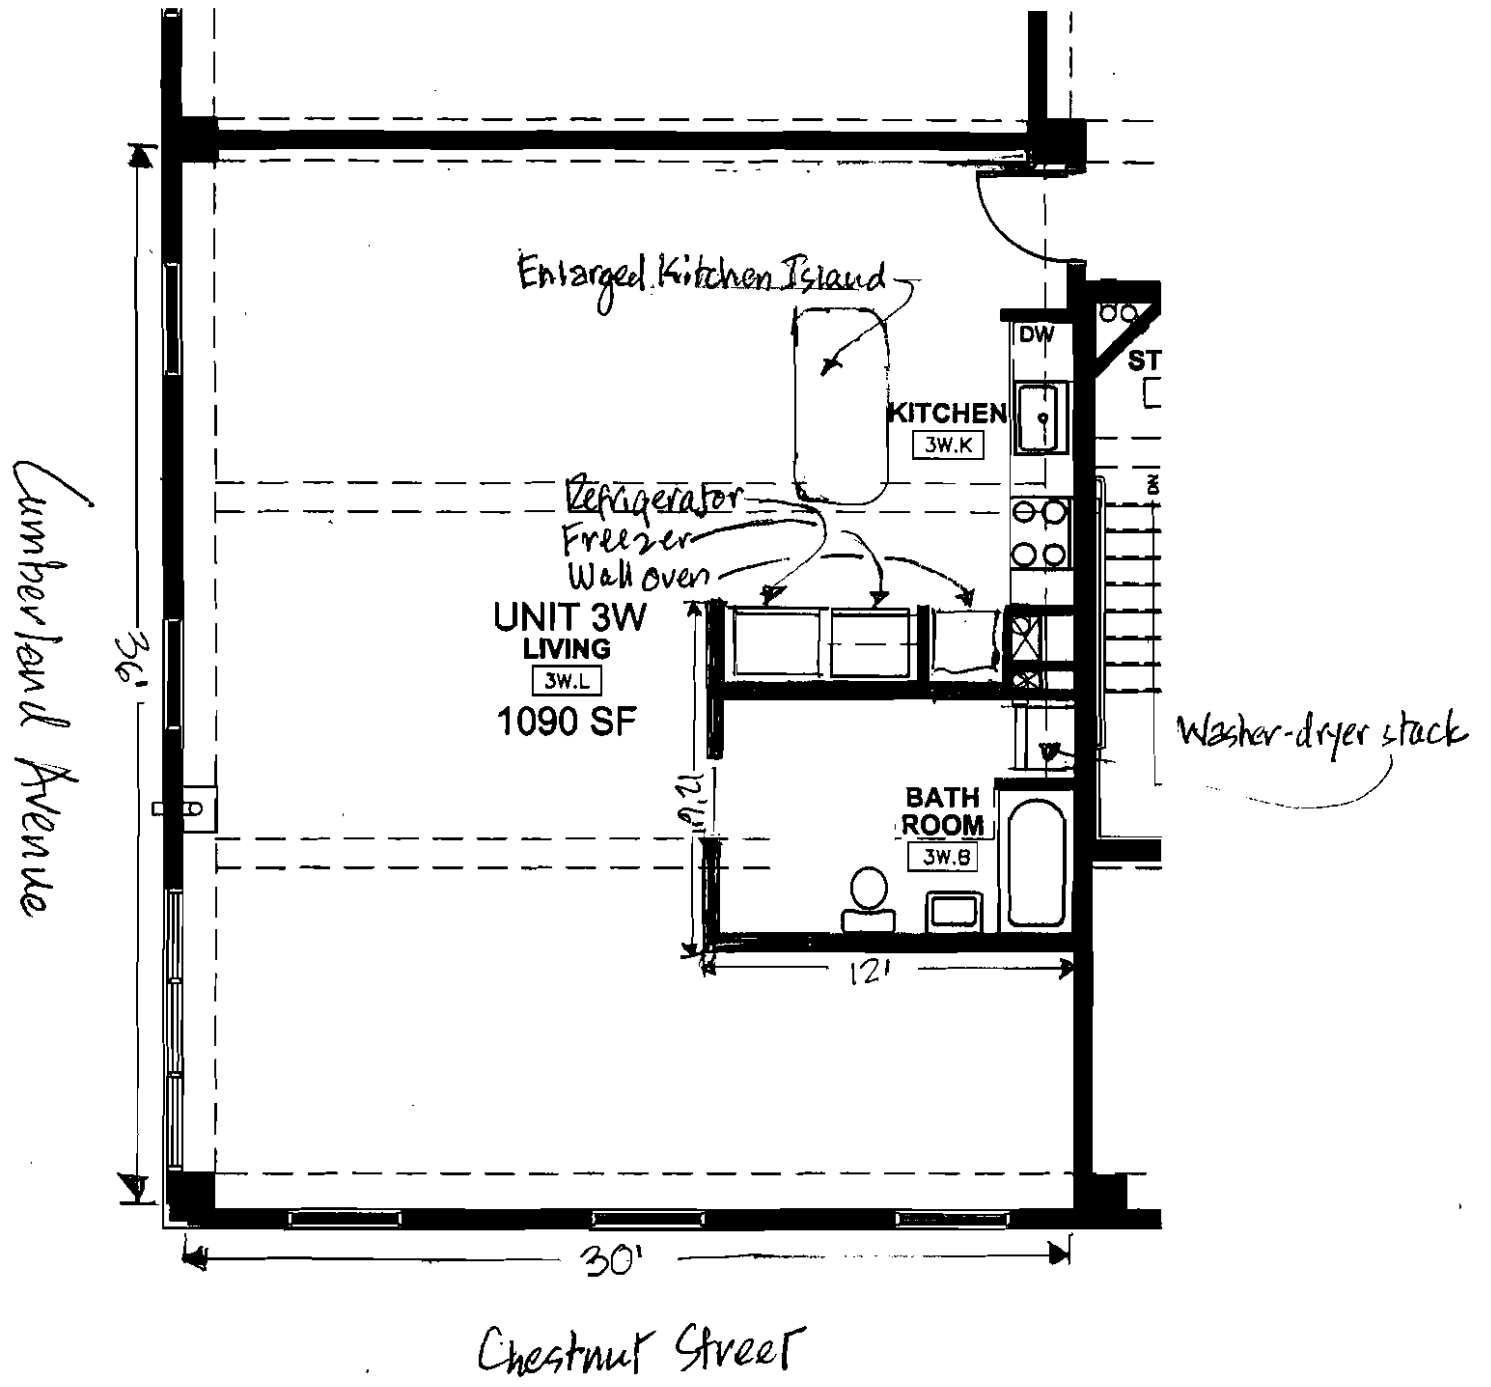 Enlarged Kitchen Island
DW
ST
KITCHEN
3W.K
DN
Refrigerator
Freezer
Wall oven
UNIT 3W
LIVING
3W.L
1090 SF
36'
Cumberland Avenue
Washer-dryer stack
BATH
ROOM
3W.B
12'
30'
Chestnut Street